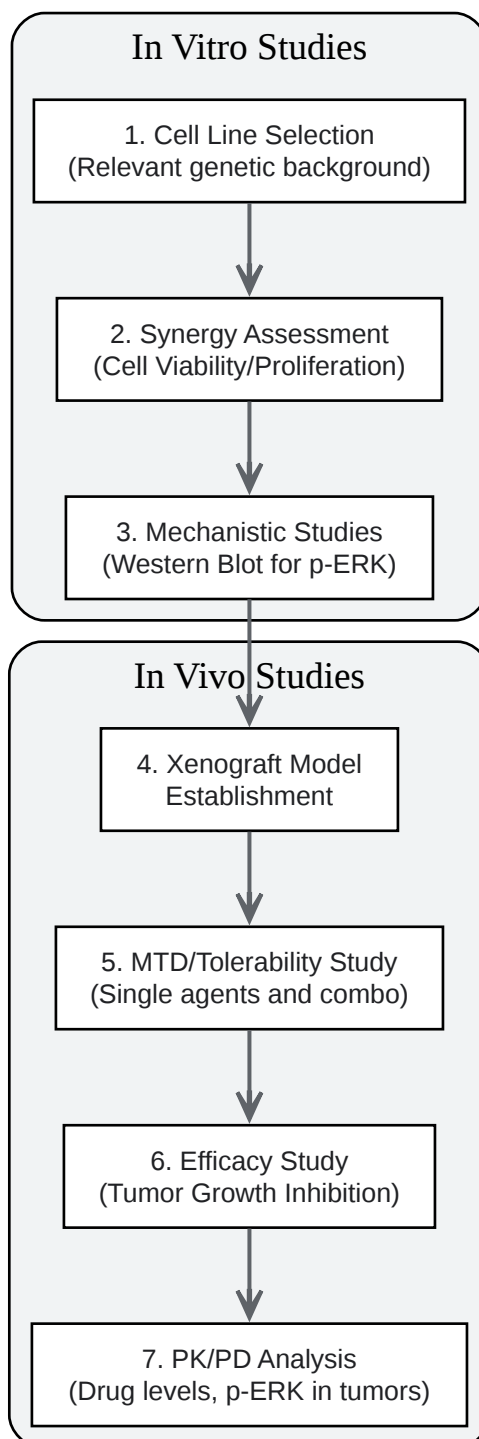 In Vitro Studies
1. Cell Line Selection
(Relevant genetic background)
2. Synergy Assessment
(Cell Viability/Proliferation)
3. Mechanistic Studies
(Western Blot for p-ERK)
In Vivo Studies
4. Xenograft Model
Establishment
5. MTD/Tolerability Study
(Single agents and combo)
6. Efficacy Study
(Tumor Growth Inhibition)
7. PK/PD Analysis
(Drug levels, p-ERK in tumors)